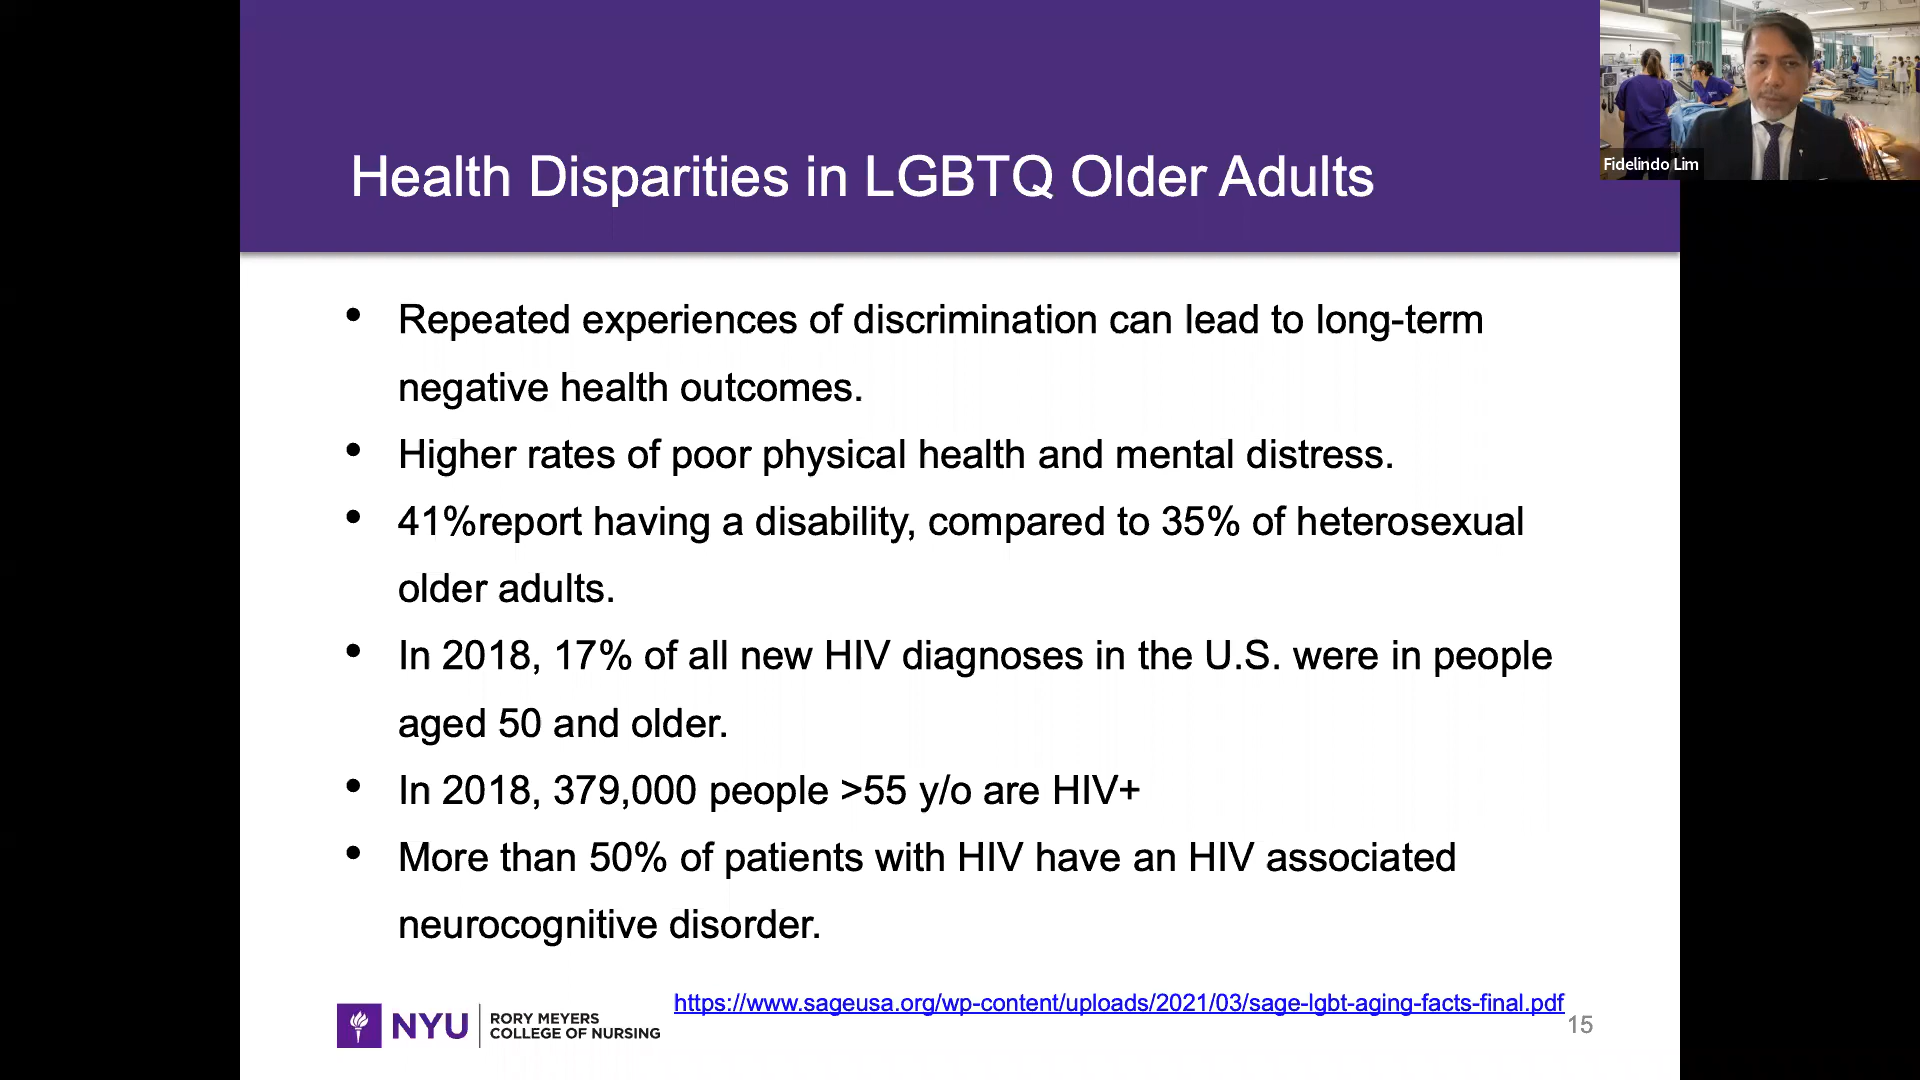 Health Disparities in LGBTQ Older Adults
Fidelindo Lim
• Repeated experiences of discrimination can lead to long-term
negative health outcomes.
• Higher rates of poor physical health and mental distress.
• 41%report having a disability, compared to 35% of heterosexual
older adults.
• In 2018, 17% of all new HIV diagnoses in the U.S. were in people
aged 50 and older.
• In 2018, 379,000 people >55 y/o are HIV+
• More than 50% of patients with HIV have an HIV associated
neurocognitive disorder.
https://www.sageusa.org/wp-content/uploads/2021/03/sage-lgbt-aging-facts-final.pdf
NYU
RORY MEYERS
COLLEGE OF NURSING
15